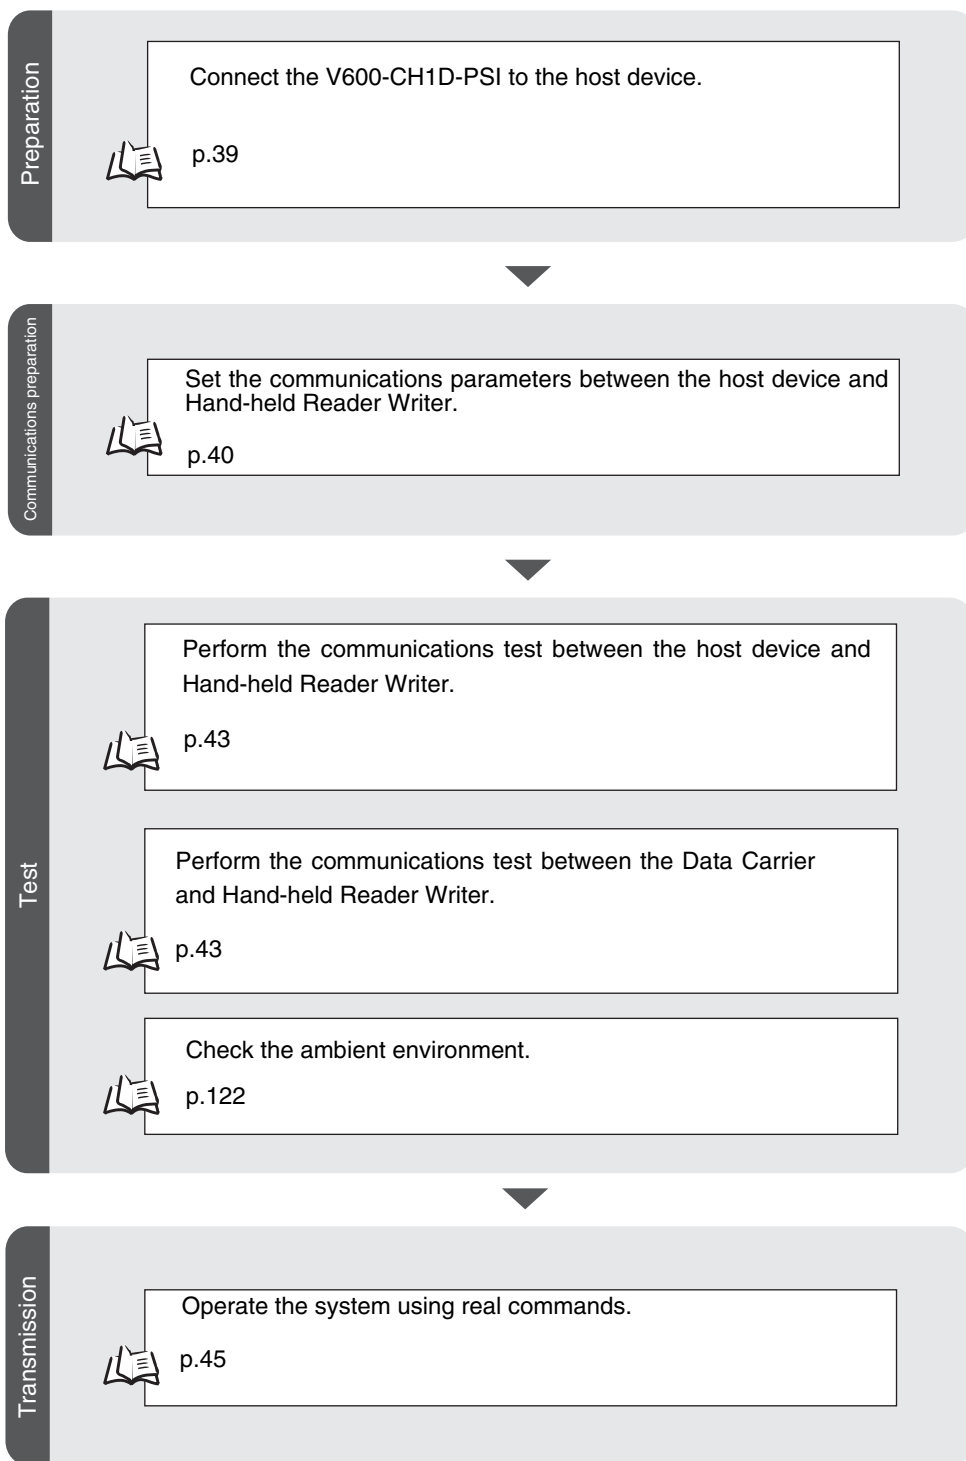 Preparation
Connect the V600-CH1D-PSI to the host device.
p.39
Communications preparation
Set the communications parameters between the host device and
Hand-held Reader Writer.
p.40
Test
Perform the communications test between the host device and
Hand-held Reader Writer.
p.43
Perform the communications test between the Data Carrier
and Hand-held Reader Writer.
p.43
Check the ambient environment.
p.122
Transmission
Operate the system using real commands.
p.45